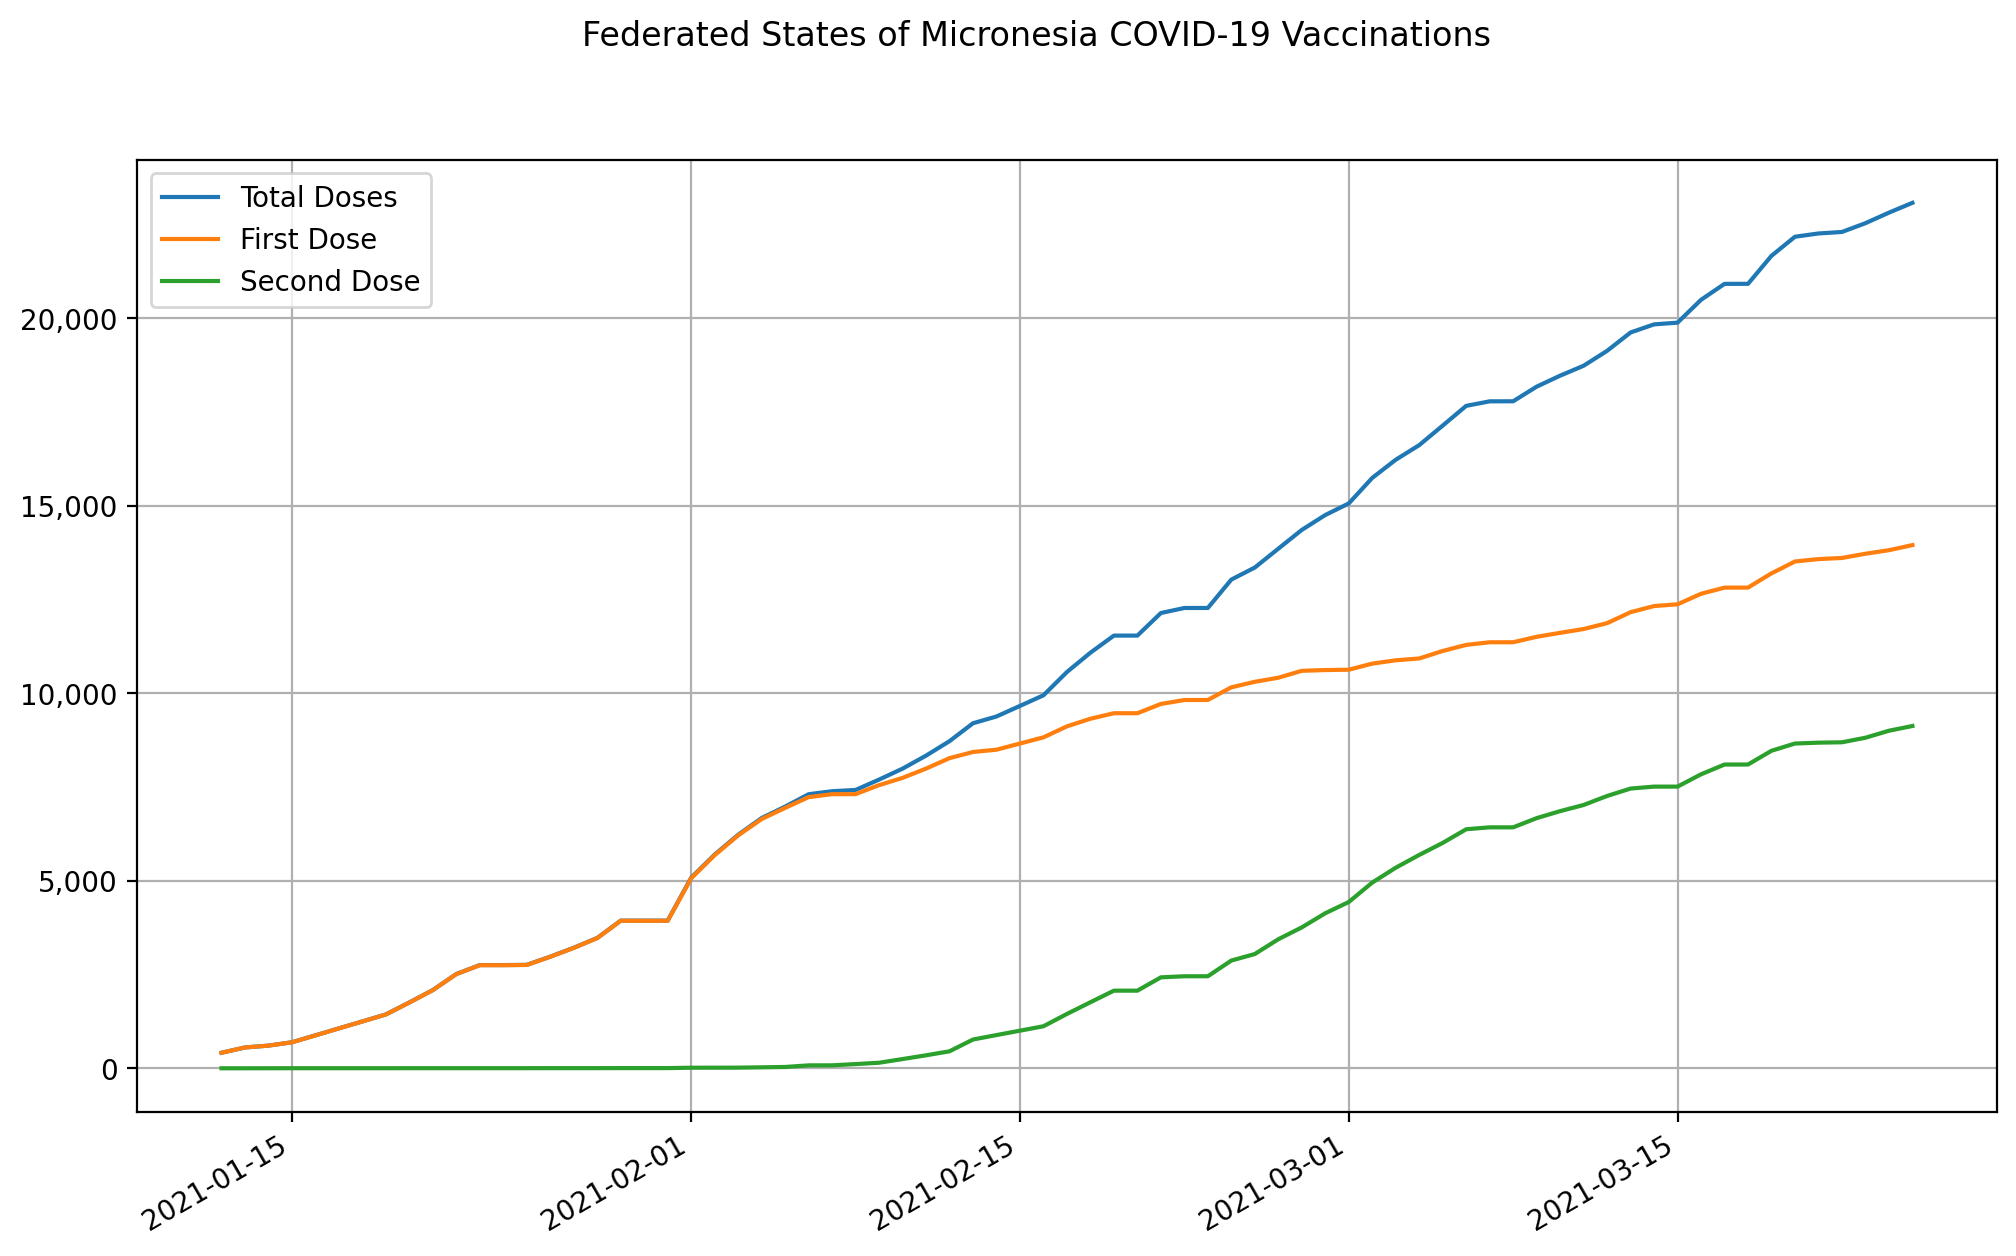 Federated States of Micronesia COVID-19 Vaccinations
Total Doses
First Dose
Second Dose
20,000
15,000
10,000
5,000
0
2021-01-15
2021-02-01
2021-02-15
2021-03-01
2021-03-15